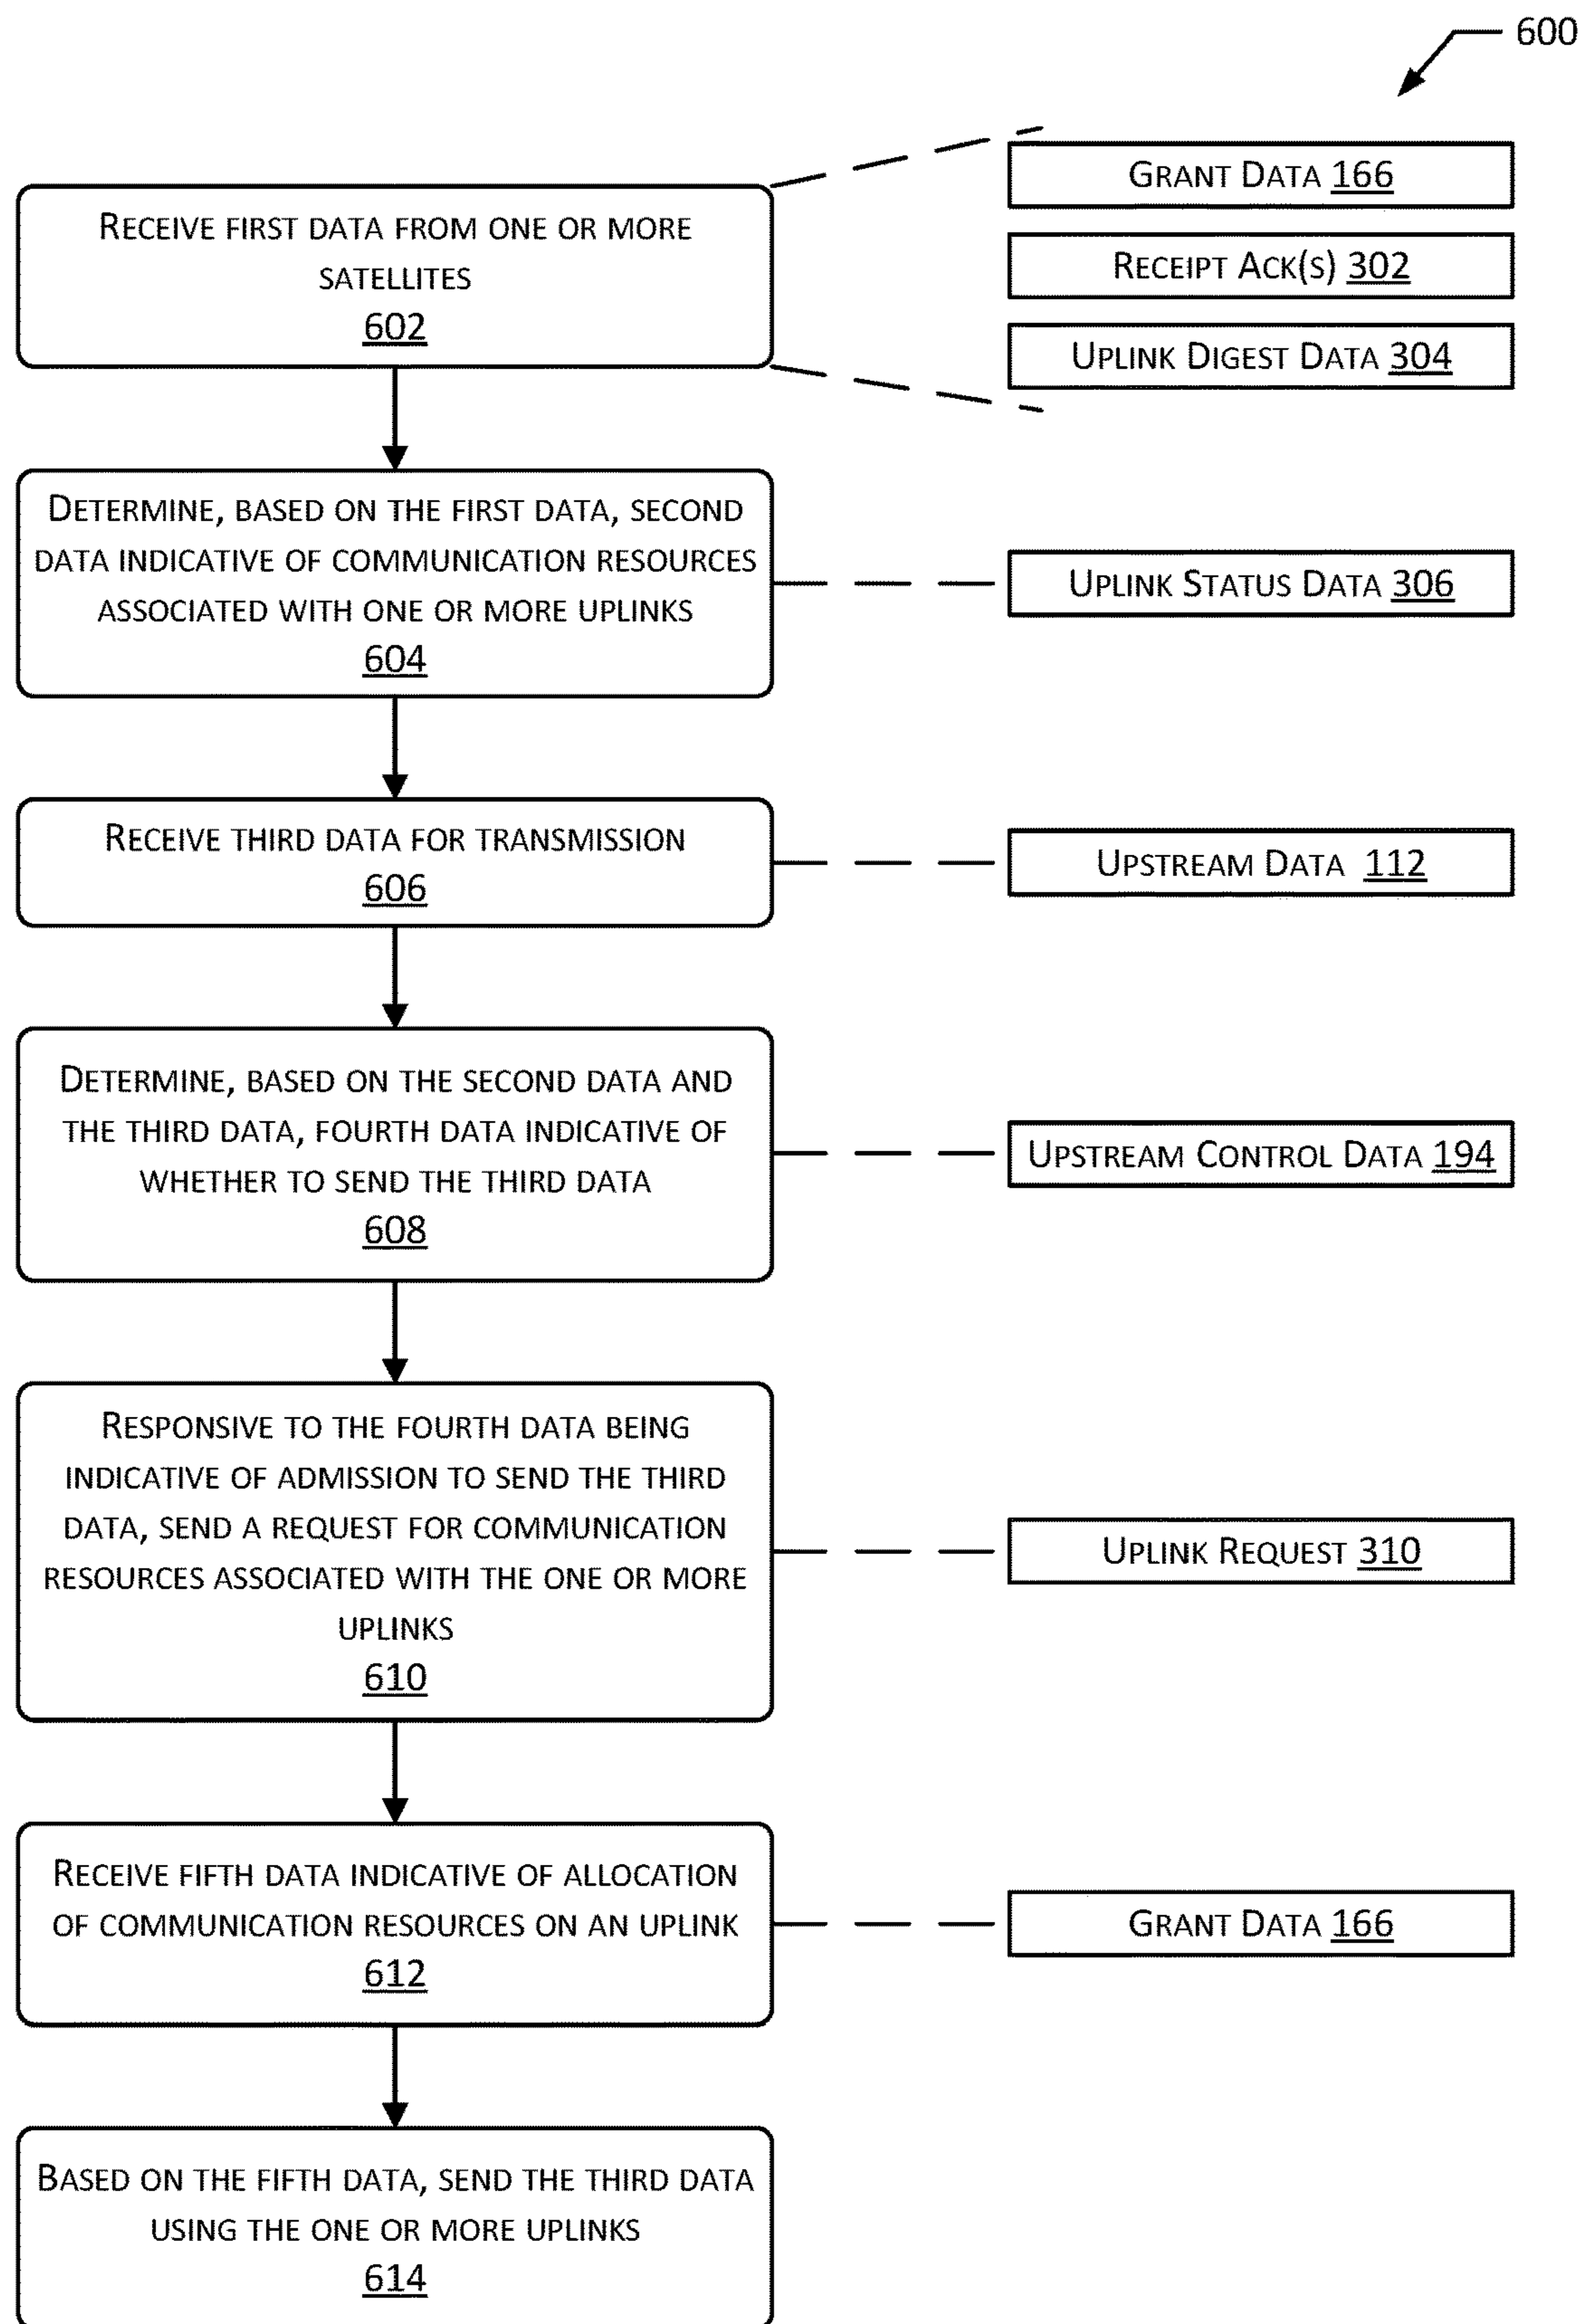 600
RECEIVE FIRST DATA FROM ONE OR MORE
SATELLITES
602
GRANT DATA 166
RECEIPT ACK(S) 302
UPLINK DIGEST DATA 304
DETERMINE, BASED ON THE FIRST DATA, SECOND
DATA INDICATIVE OF COMMUNICATION RESOURCES
ASSOCIATED WITH ONE OR MORE UPLINKS
604
UPLINK STATUS DATA 306
RECEIVE THIRD DATA FOR TRANSMISSION
606
UPSTREAM DATA 112
DETERMINE, BASED ON THE SECOND DATA AND
THE THIRD DATA, FOURTH DATA INDICATIVE OF
WHETHER TO SEND THE THIRD DATA
608
UPSTREAM CONTROL DATA 194
RESPONSIVE TO THE FOURTH DATA BEING
INDICATIVE OF ADMISSION TO SEND THE THIRD
DATA, SEND A REQUEST FOR COMMUNICATION
RESOURCES ASSOCIATED WITH THE ONE OR MORE
UPLINKS
610
UPLINK REQUEST 310
RECEIVE FIFTH DATA INDICATIVE OF ALLOCATION
OF COMMUNICATION RESOURCES ON AN UPLINK
612
GRANT DATA 166
BASED ON THE FIFTH DATA, SEND THE THIRD DATA
USING THE ONE OR MORE UPLINKS
614